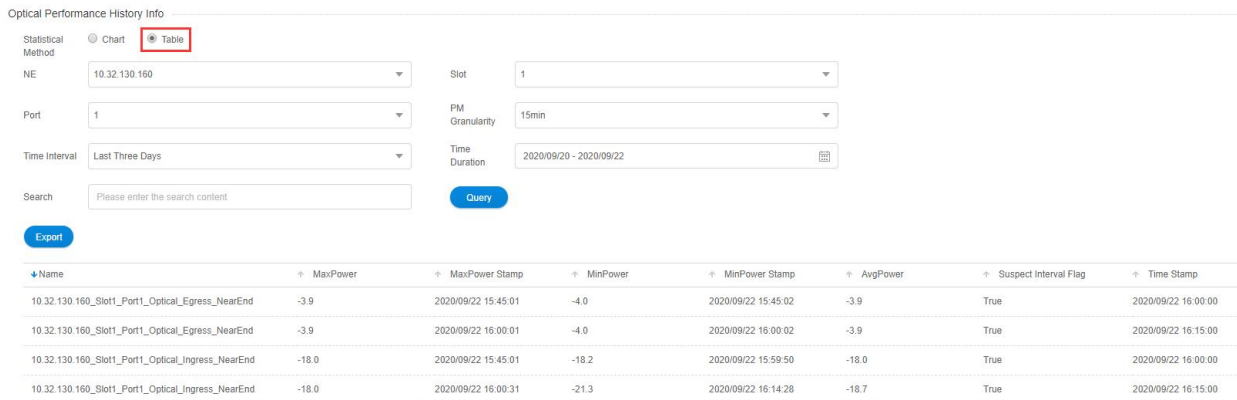 Optical Performance History Info
Statistical Method Chart Table
NE 10.32.130.160 Slot 1
Port 1 PM Granularity 15min
Time Interval Last Three Days Time Duration 2020/09/20 - 2020/09/22
Search Please enter the search content Query
Export
Name MaxPower MaxPower Stamp MinPower MinPower Stamp AvgPower Suspect Interval Flag Time Stamp
10.32.130.160_Slot1_Port1_Optical_Egress_NearEnd -3.9 2020/09/22 15:45:01 -4.0 2020/09/22 15:45:02 -3.9 True 2020/09/22 16:00:00
10.32.130.160_Slot1_Port1_Optical_Egress_NearEnd -3.9 2020/09/22 16:00:01 -4.0 2020/09/22 16:00:02 -3.9 True 2020/09/22 16:15:00
10.32.130.160_Slot1_Port1_Optical_Ingress_NearEnd -18.0 2020/09/22 15:45:01 -18.2 2020/09/22 15:59:50 -18.0 True 2020/09/22 16:00:00
10.32.130.160_Slot1_Port1_Optical_Ingress_NearEnd -18.0 2020/09/22 16:00:31 -21.3 2020/09/22 16:14:28 -18.7 True 2020/09/22 16:15:00